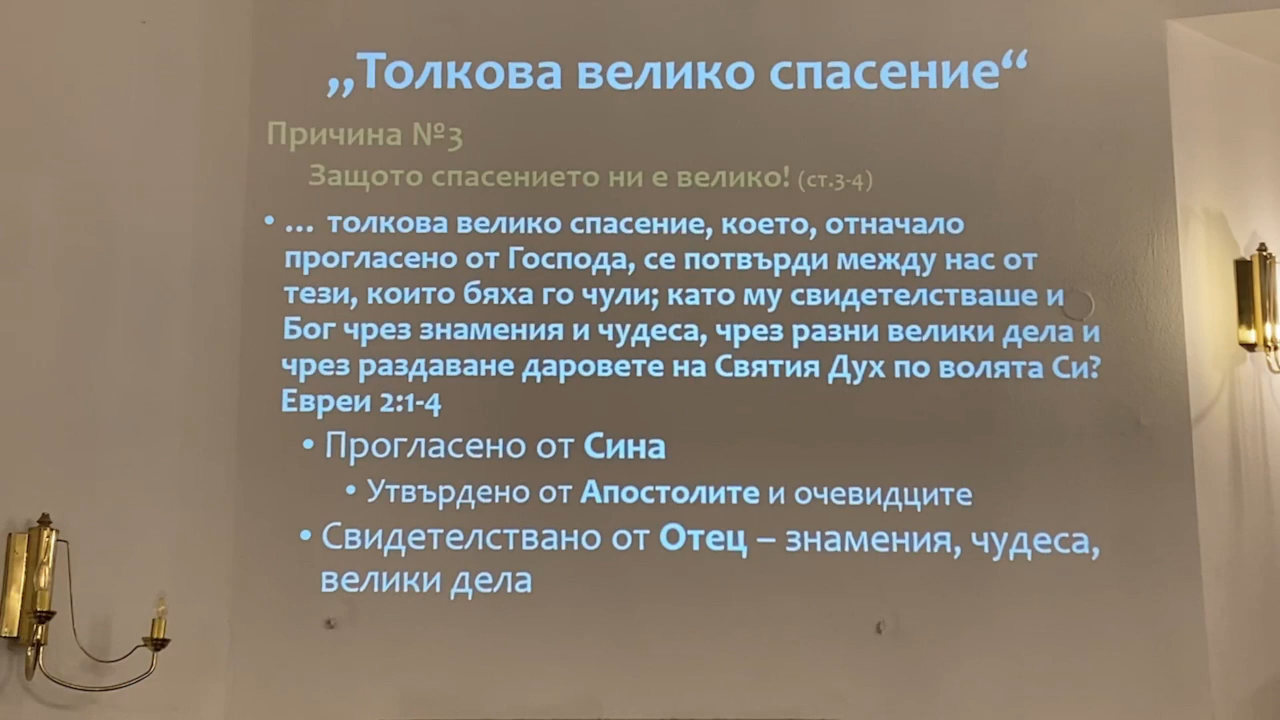 „Толкова велико спасение“
Причина №3
Защото спасението ни е велико! (ст.3-4)
• … толкова велико спасение, което, отначало
прогласено от Господа, се потвърди между нас от
тези, които бяха го чули; като му свидетелстваше и
Бог чрез знамения и чудеса, чрез разни велики дела и
чрез раздаване даровете на Святия Дух по волята Си?
Евреи 2:1-4
• Прогласено от Сина
• Утвърдено от Апостолите и очевидците
• Свидетелствано от Отец – знамения, чудеса,
велики дела